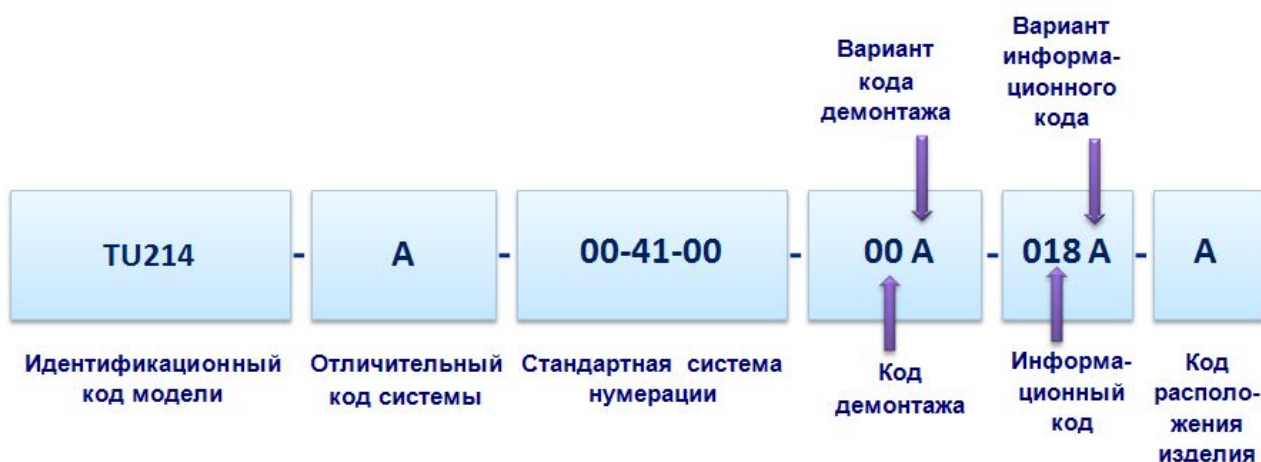 Вариант
кода
демонтажа
Вариант
информа-
ционного
кода
TU214 - A - 00-41-00 - 00 A - 018 A - A
Идентификационный
код модели
Отличительный
код системы
Стандартная система
нумерации
Код
демонтажа
Информа-
ционный
код
Код
располо-
жения
изделия